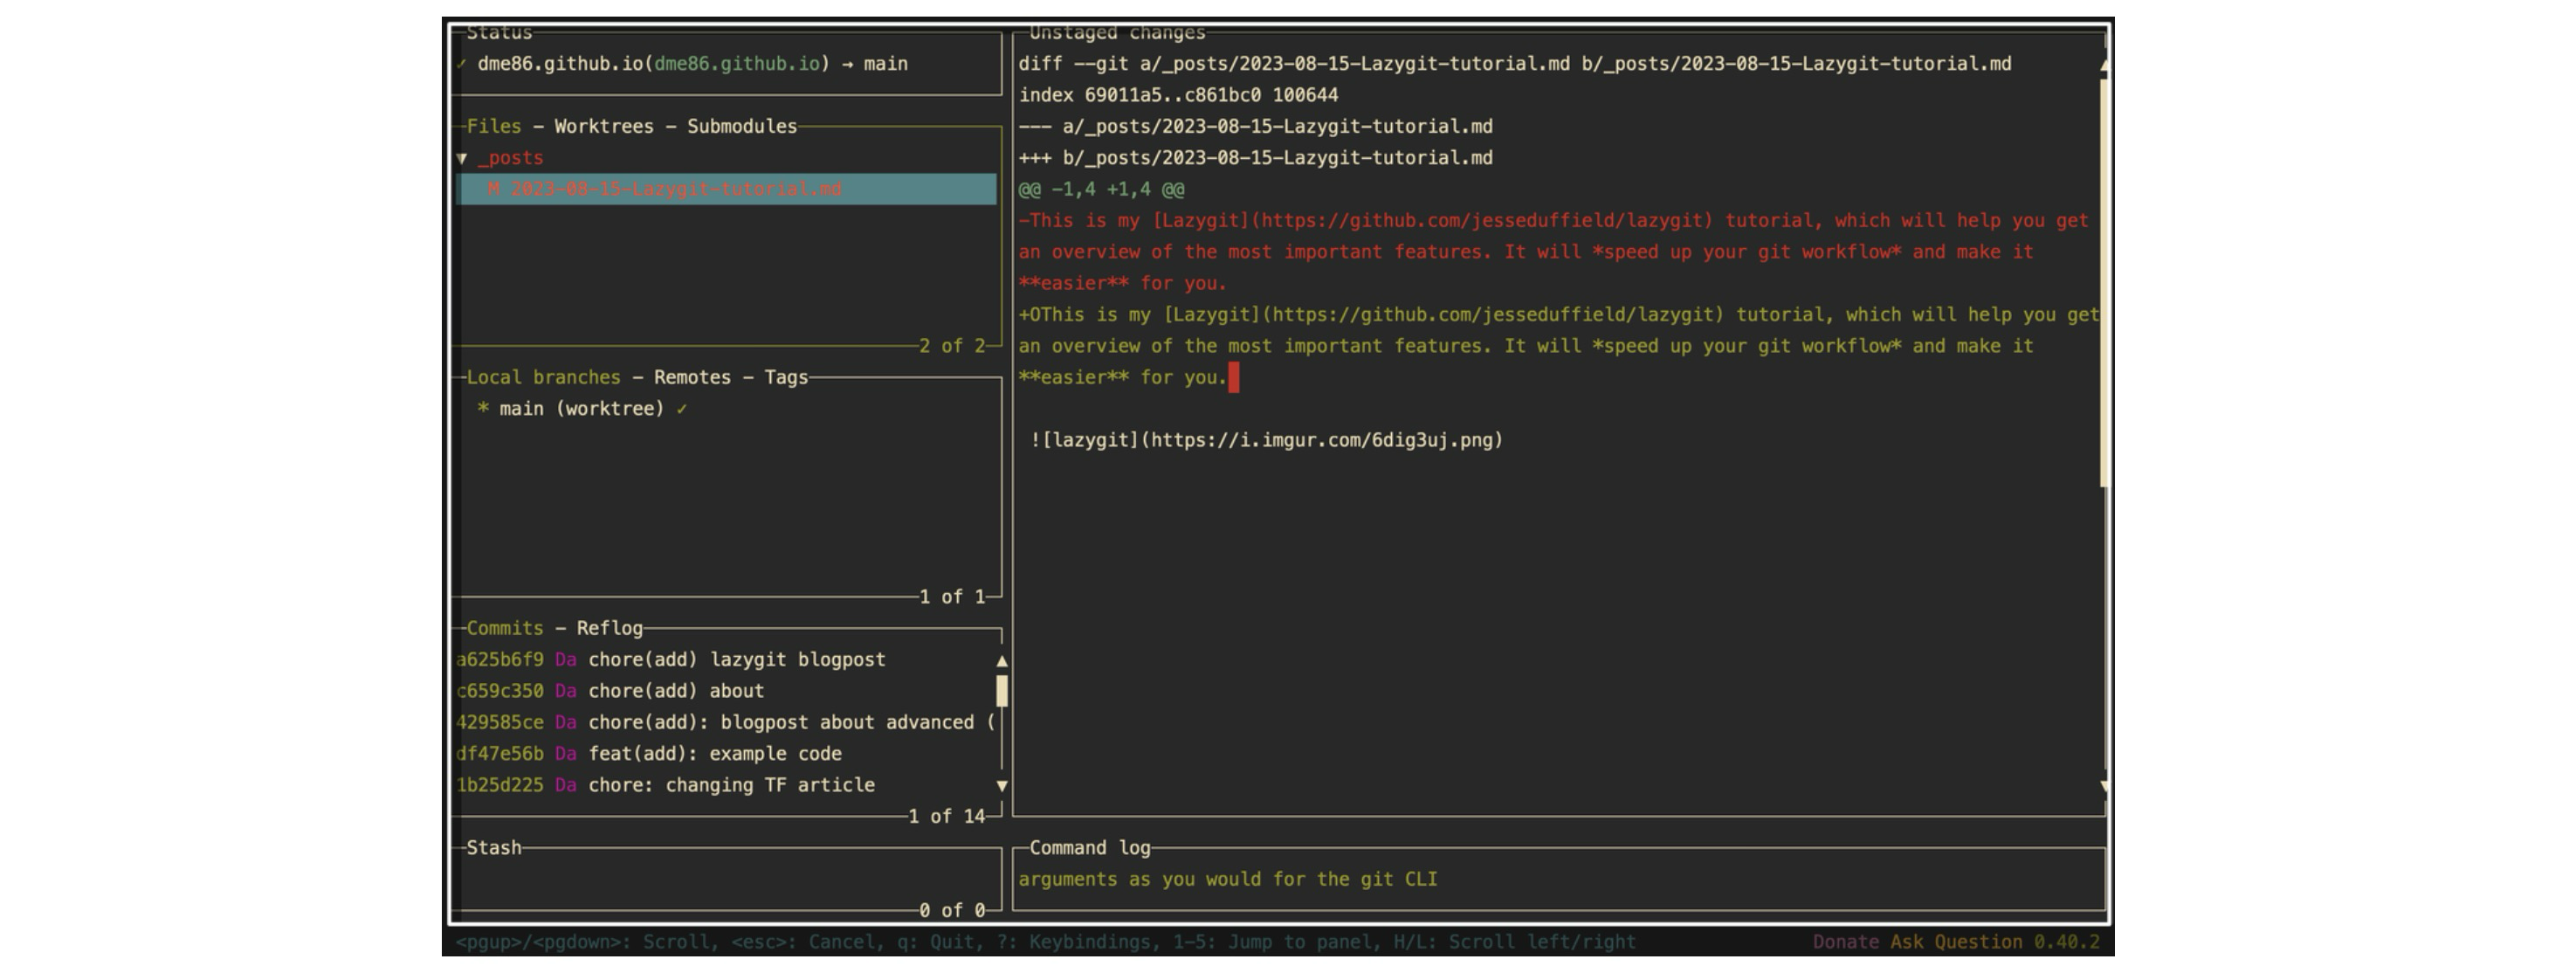 Status
✓ dme86.github.io(dme86.github.io) → main
Files - Worktrees - Submodules
▼ _posts
M 2023-08-15-Lazygit-tutorial.md
2 of 2
Local branches - Remotes - Tags
* main (worktree) ✓
1 of 1
Commits - Reflog
a625b6f9 Da chore(add) lazygit blogpost
c659c350 Da chore(add) about
429585ce Da chore(add): blogpost about advanced (
df47e56b Da feat(add): example code
1b25d225 Da chore: changing TF article
1 of 14
Stash
0 of 0
Unstaged changes
diff --git a/_posts/2023-08-15-Lazygit-tutorial.md b/_posts/2023-08-15-Lazygit-tutorial.md
index 69011a5..c861bc0 100644
--- a/_posts/2023-08-15-Lazygit-tutorial.md
+++ b/_posts/2023-08-15-Lazygit-tutorial.md
@@ -1,4 +1,4 @@
-This is my [Lazygit](https://github.com/jesseduffield/lazygit) tutorial, which will help you get
an overview of the most important features. It will *speed up your git workflow* and make it
**easier** for you.
+OThis is my [Lazygit](https://github.com/jesseduffield/lazygit) tutorial, which will help you get
an overview of the most important features. It will *speed up your git workflow* and make it
**easier** for you.
![lazygit](https://i.imgur.com/6dig3uj.png)
Command log
arguments as you would for the git CLI
<pgup>/<pgdown>: Scroll, <esc>: Cancel, q: Quit, ?: Keybindings, 1-5: Jump to panel, H/L: Scroll left/right
Donate Ask Question 0.40.2